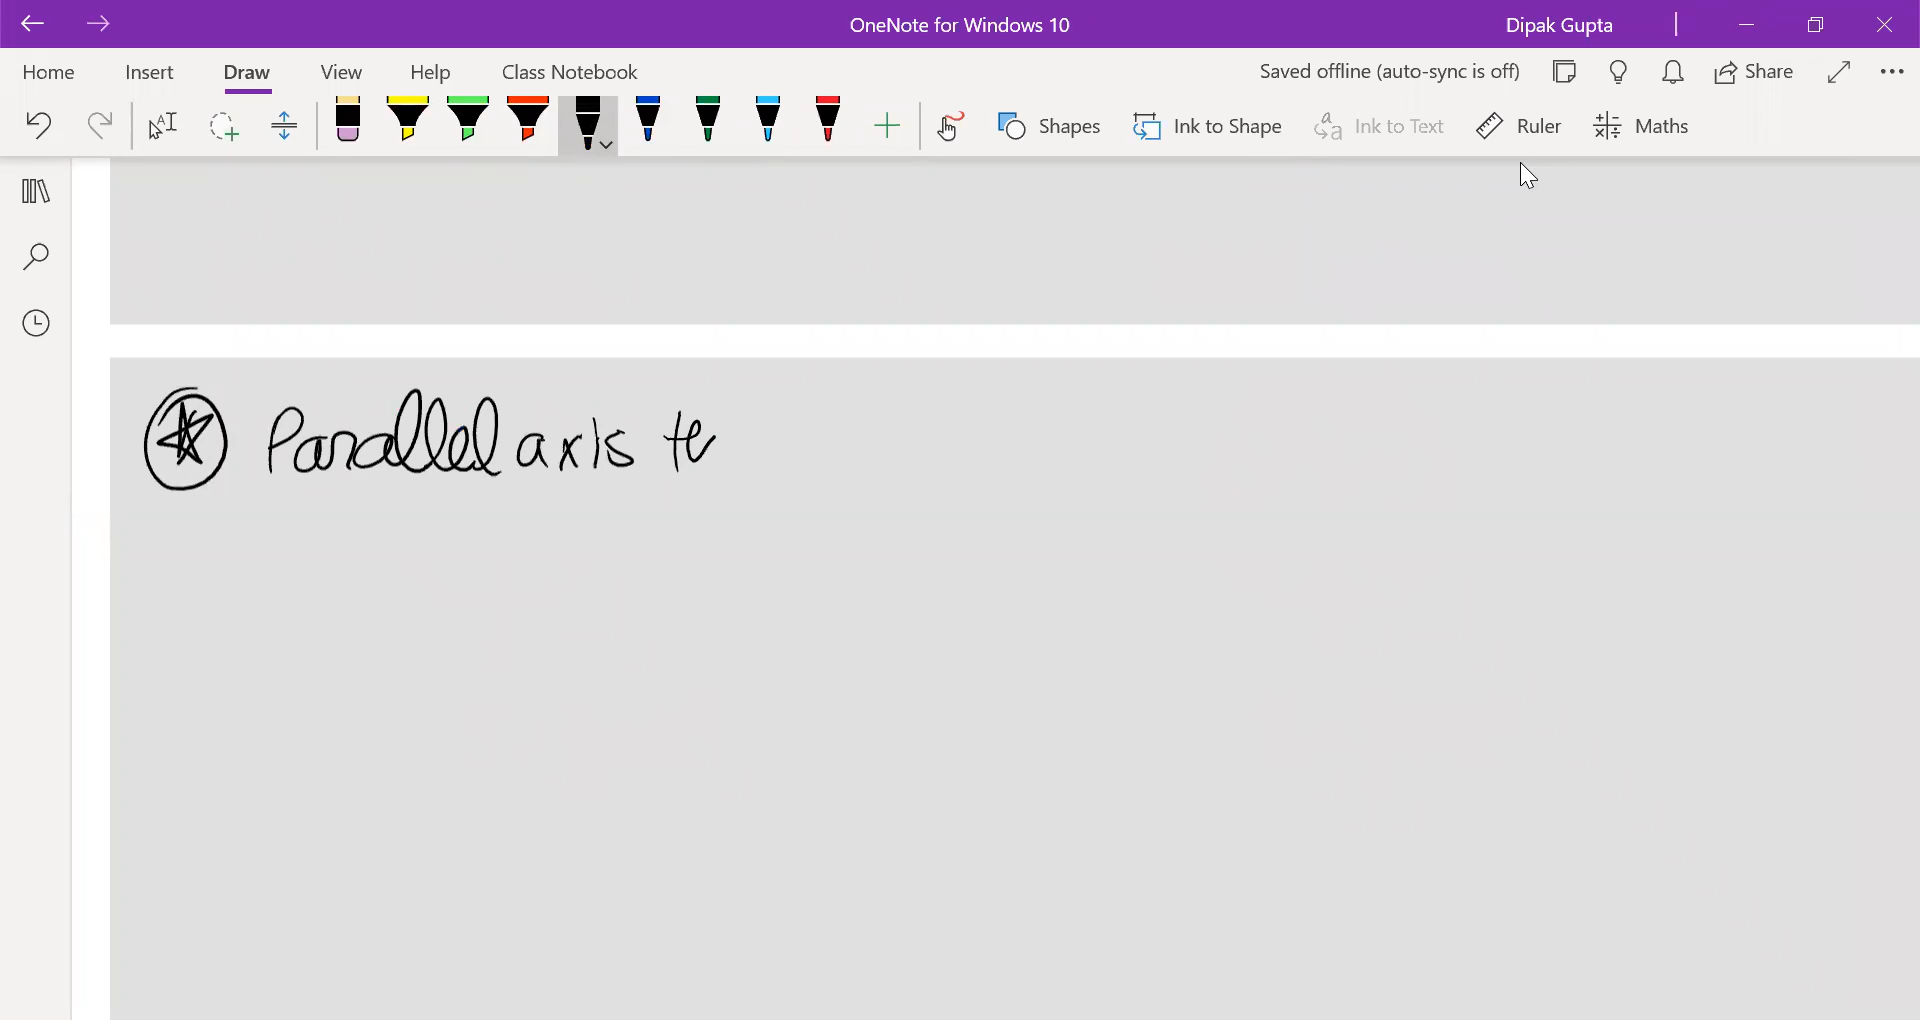 OneNote for Windows 10 Dipak Gupta
Home Insert Draw View Help Class Notebook Saved offline (auto-sync is off) Share
Shapes Ink to Shape Ink to Text Ruler Maths
Parallel axis te